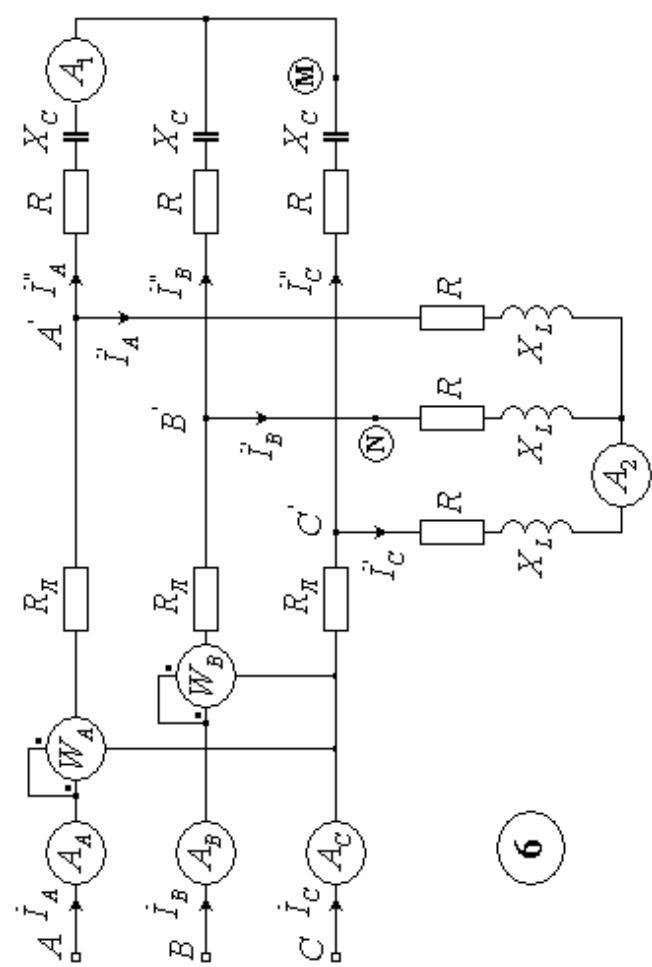 A İ_A A_A W_A R_Л A' İ''_A R X_C A_1
İ'_A
B İ_B A_B W_B R_Л B' İ''_B R X_C
İ'_B
C İ_C A_C R_Л C' İ''_C R X_C M
İ'_C N
R R R
6 X_L X_L X_L
A_2